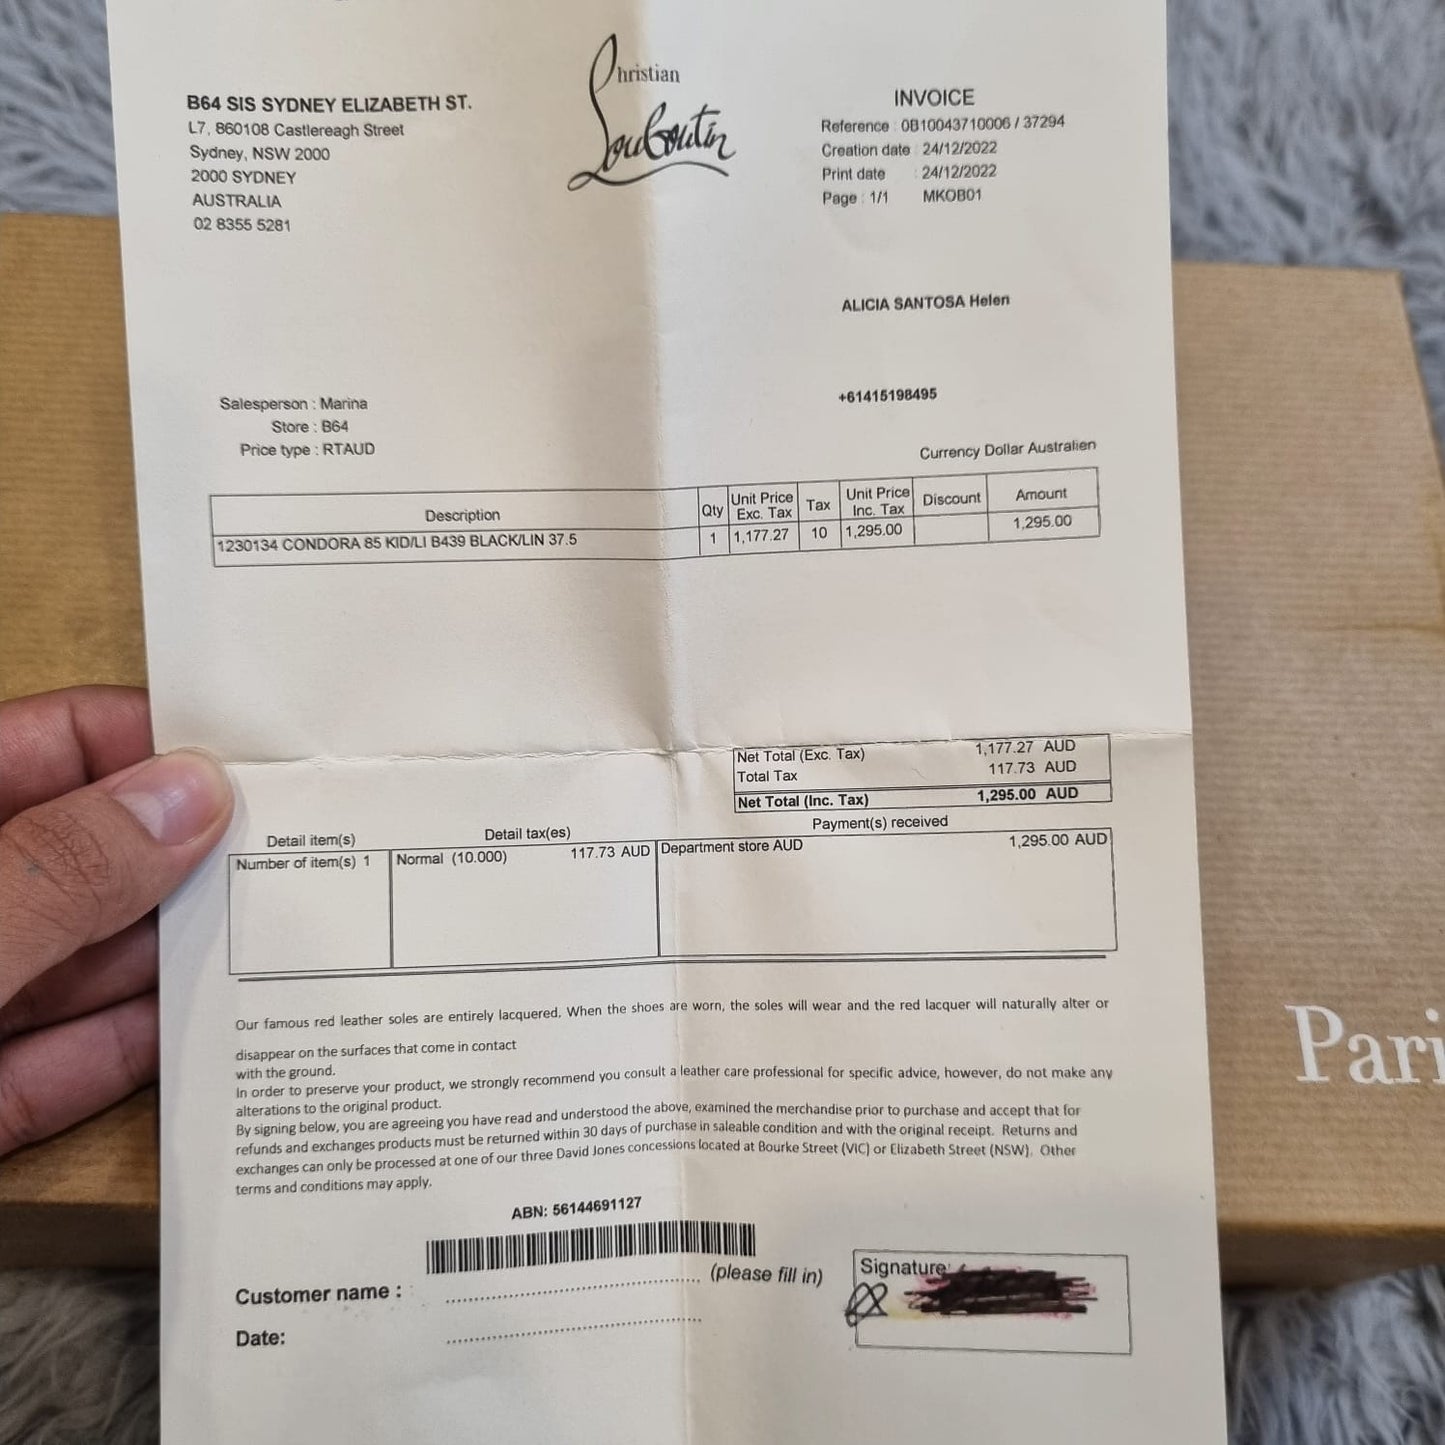 B64 SIS SYDNEY ELIZABETH ST.
L7, 860108 Castlereagh Street
Sydney, NSW 2000
2000 SYDNEY
AUSTRALIA
02 8355 5281
Christian
Louboutin
INVOICE
Reference : 0B10043710006 / 37294
Creation date : 24/12/2022
Print date : 24/12/2022
Page : 1/1 MKOB01
ALICIA SANTOSA Helen
+61415198495
Salesperson : Marina
Store : B64
Price type : RTAUD
Currency Dollar Australien
Description Qty Unit Price Exc. Tax Tax Unit Price Inc. Tax Discount Amount
1230134 CONDORA 85 KID/LI B439 BLACK/LIN 37.5 1 1,177.27 10 1,295.00 1,295.00
Net Total (Exc. Tax) 1,177.27 AUD
Total Tax 117.73 AUD
Net Total (Inc. Tax) 1,295.00 AUD
Detail item(s) Detail tax(es) Payment(s) received
Number of item(s) 1 Normal (10.000) 117.73 AUD Department store AUD 1,295.00 AUD
Our famous red leather soles are entirely lacquered. When the shoes are worn, the soles will wear and the red lacquer will naturally alter or
disappear on the surfaces that come in contact
with the ground.
In order to preserve your product, we strongly recommend you consult a leather care professional for specific advice, however, do not make any
alterations to the original product.
By signing below, you are agreeing you have read and understood the above, examined the merchandise prior to purchase and accept that for
refunds and exchanges products must be returned within 30 days of purchase in saleable condition and with the original receipt. Returns and
exchanges can only be processed at one of our three David Jones concessions located at Bourke Street (VIC) or Elizabeth Street (NSW). Other
terms and conditions may apply.
ABN: 56144691127
Customer name : (please fill in)
Date:
Signature:
Pari